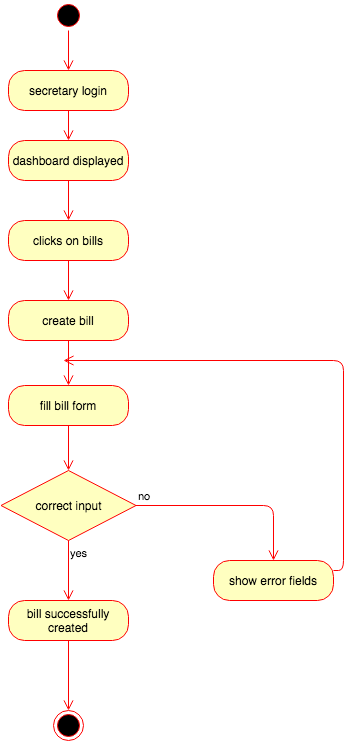 secretary login
dashboard displayed
clicks on bills
create bill
fill bill form
correct input
no
yes
show error fields
bill successfully
created